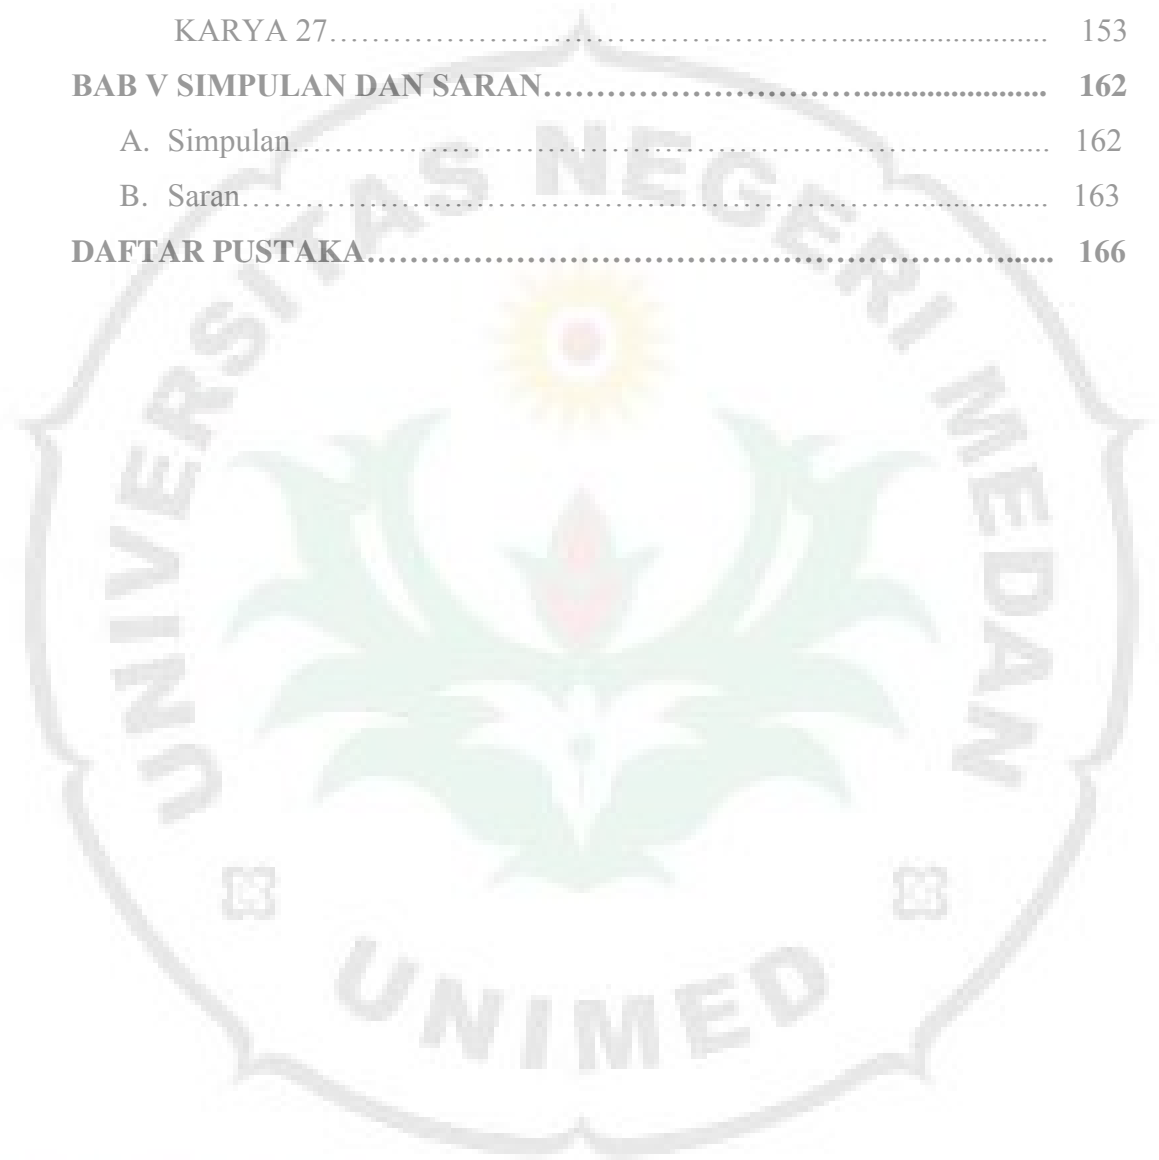 KARYA 27……………………………………………........................ 153
BAB V SIMPULAN DAN SARAN…………………………...................... 162
A. Simpulan…………………………………………………………........... 162
B. Saran………………………………………………………………............. 163
DAFTAR PUSTAKA……………………………………………………...... 166
UNIVERSITAS NEGERI MEDAN
UNIMED